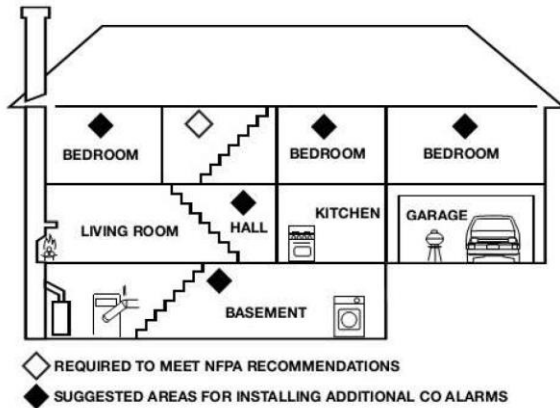 BEDROOM
BEDROOM
BEDROOM
LIVING ROOM
HALL
KITCHEN
GARAGE
BASEMENT
REQUIRED TO MEET NFPA RECOMMENDATIONS
SUGGESTED AREAS FOR INSTALLING ADDITIONAL CO ALARMS